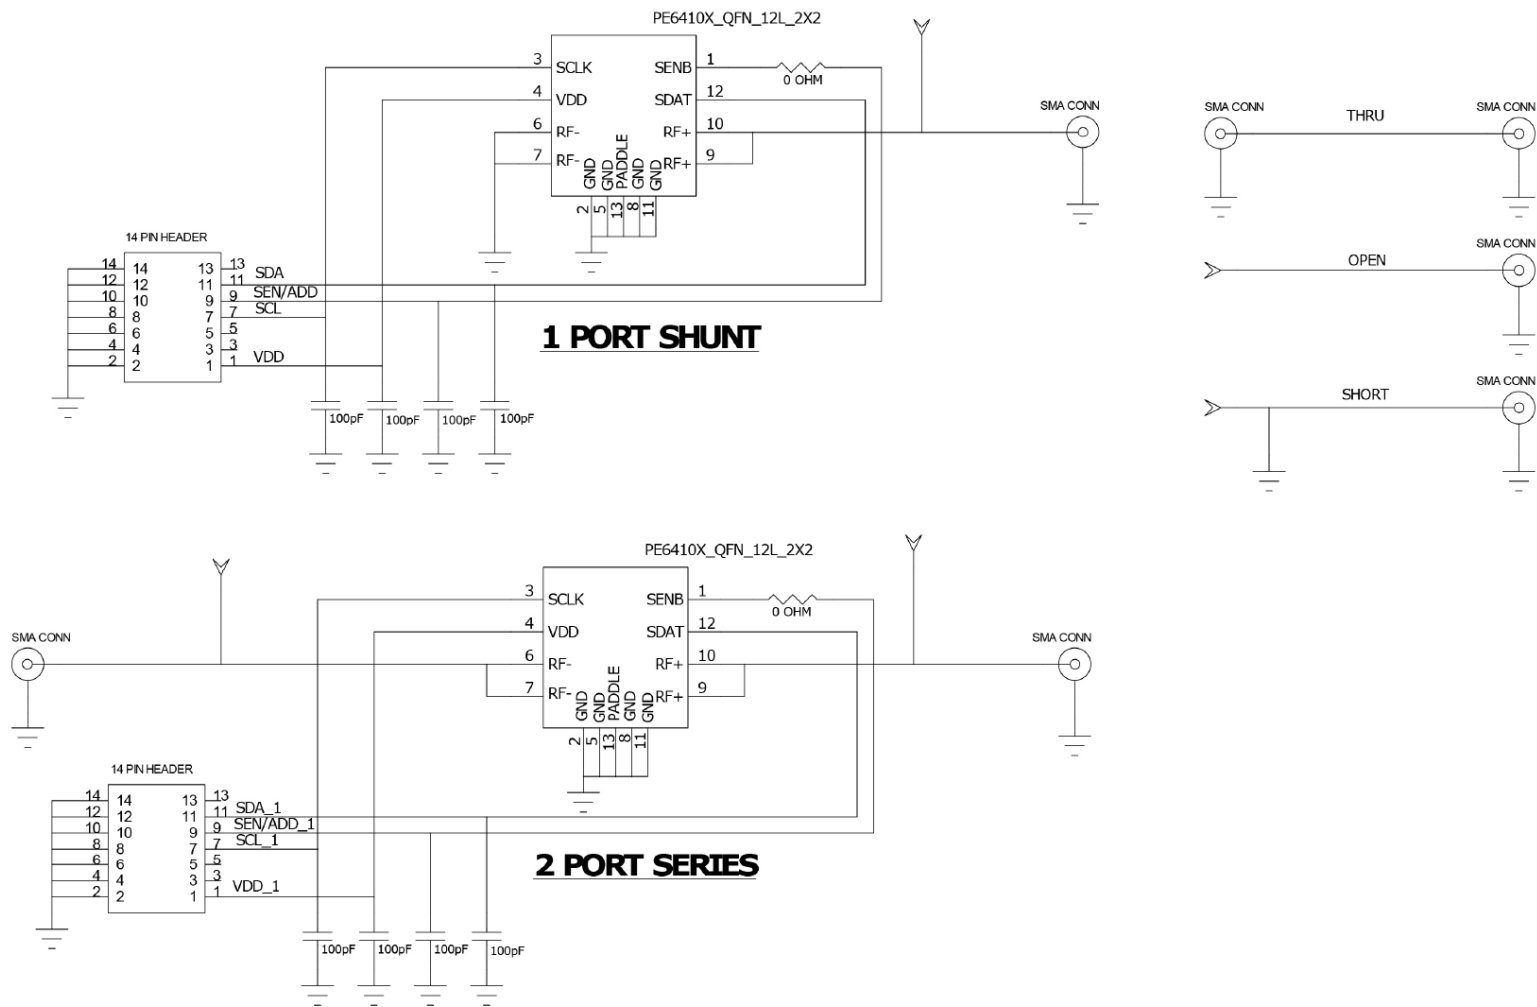 PE6410X_QFN_12L_2X2
3 SCLK SENB 1
0 OHM
4 VDD SDAT 12
6 RF- RF+ 10
7 RF- RF+ 9
GND GND PADDLE GND GND
2 5 13 8 11
SMA CONN
14 PIN HEADER
14 14 13 13
12 12 11 11 SDA
10 10 9 9 SEN/ADD
8 8 7 7 SCL
6 6 5 5
4 4 3 3
2 2 1 1 VDD
100pF 100pF 100pF 100pF
1 PORT SHUNT
SMA CONN THRU SMA CONN
OPEN SMA CONN
SHORT SMA CONN
PE6410X_QFN_12L_2X2
3 SCLK SENB 1
0 OHM
4 VDD SDAT 12
6 RF- RF+ 10
7 RF- RF+ 9
GND GND PADDLE GND GND
2 5 13 8 11
SMA CONN
SMA CONN
14 PIN HEADER
14 14 13 13
12 12 11 11 SDA_1
10 10 9 9 SEN/ADD_1
8 8 7 7 SCL_1
6 6 5 5
4 4 3 3
2 2 1 1 VDD_1
100pF 100pF 100pF 100pF
2 PORT SERIES